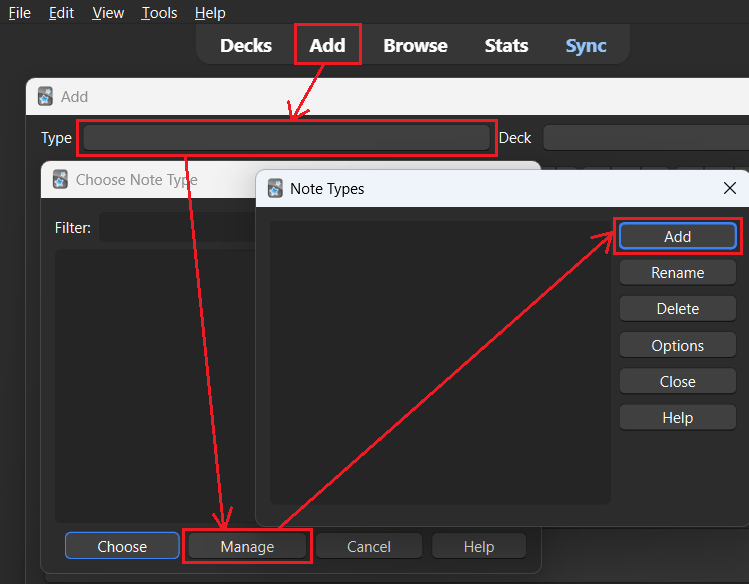 File Edit View Tools Help
Decks Add Browse Stats Sync
Add
Type Deck
Choose Note Type
Note Types
Filter:
Add
Rename
Delete
Options
Close
Help
Choose Manage Cancel Help